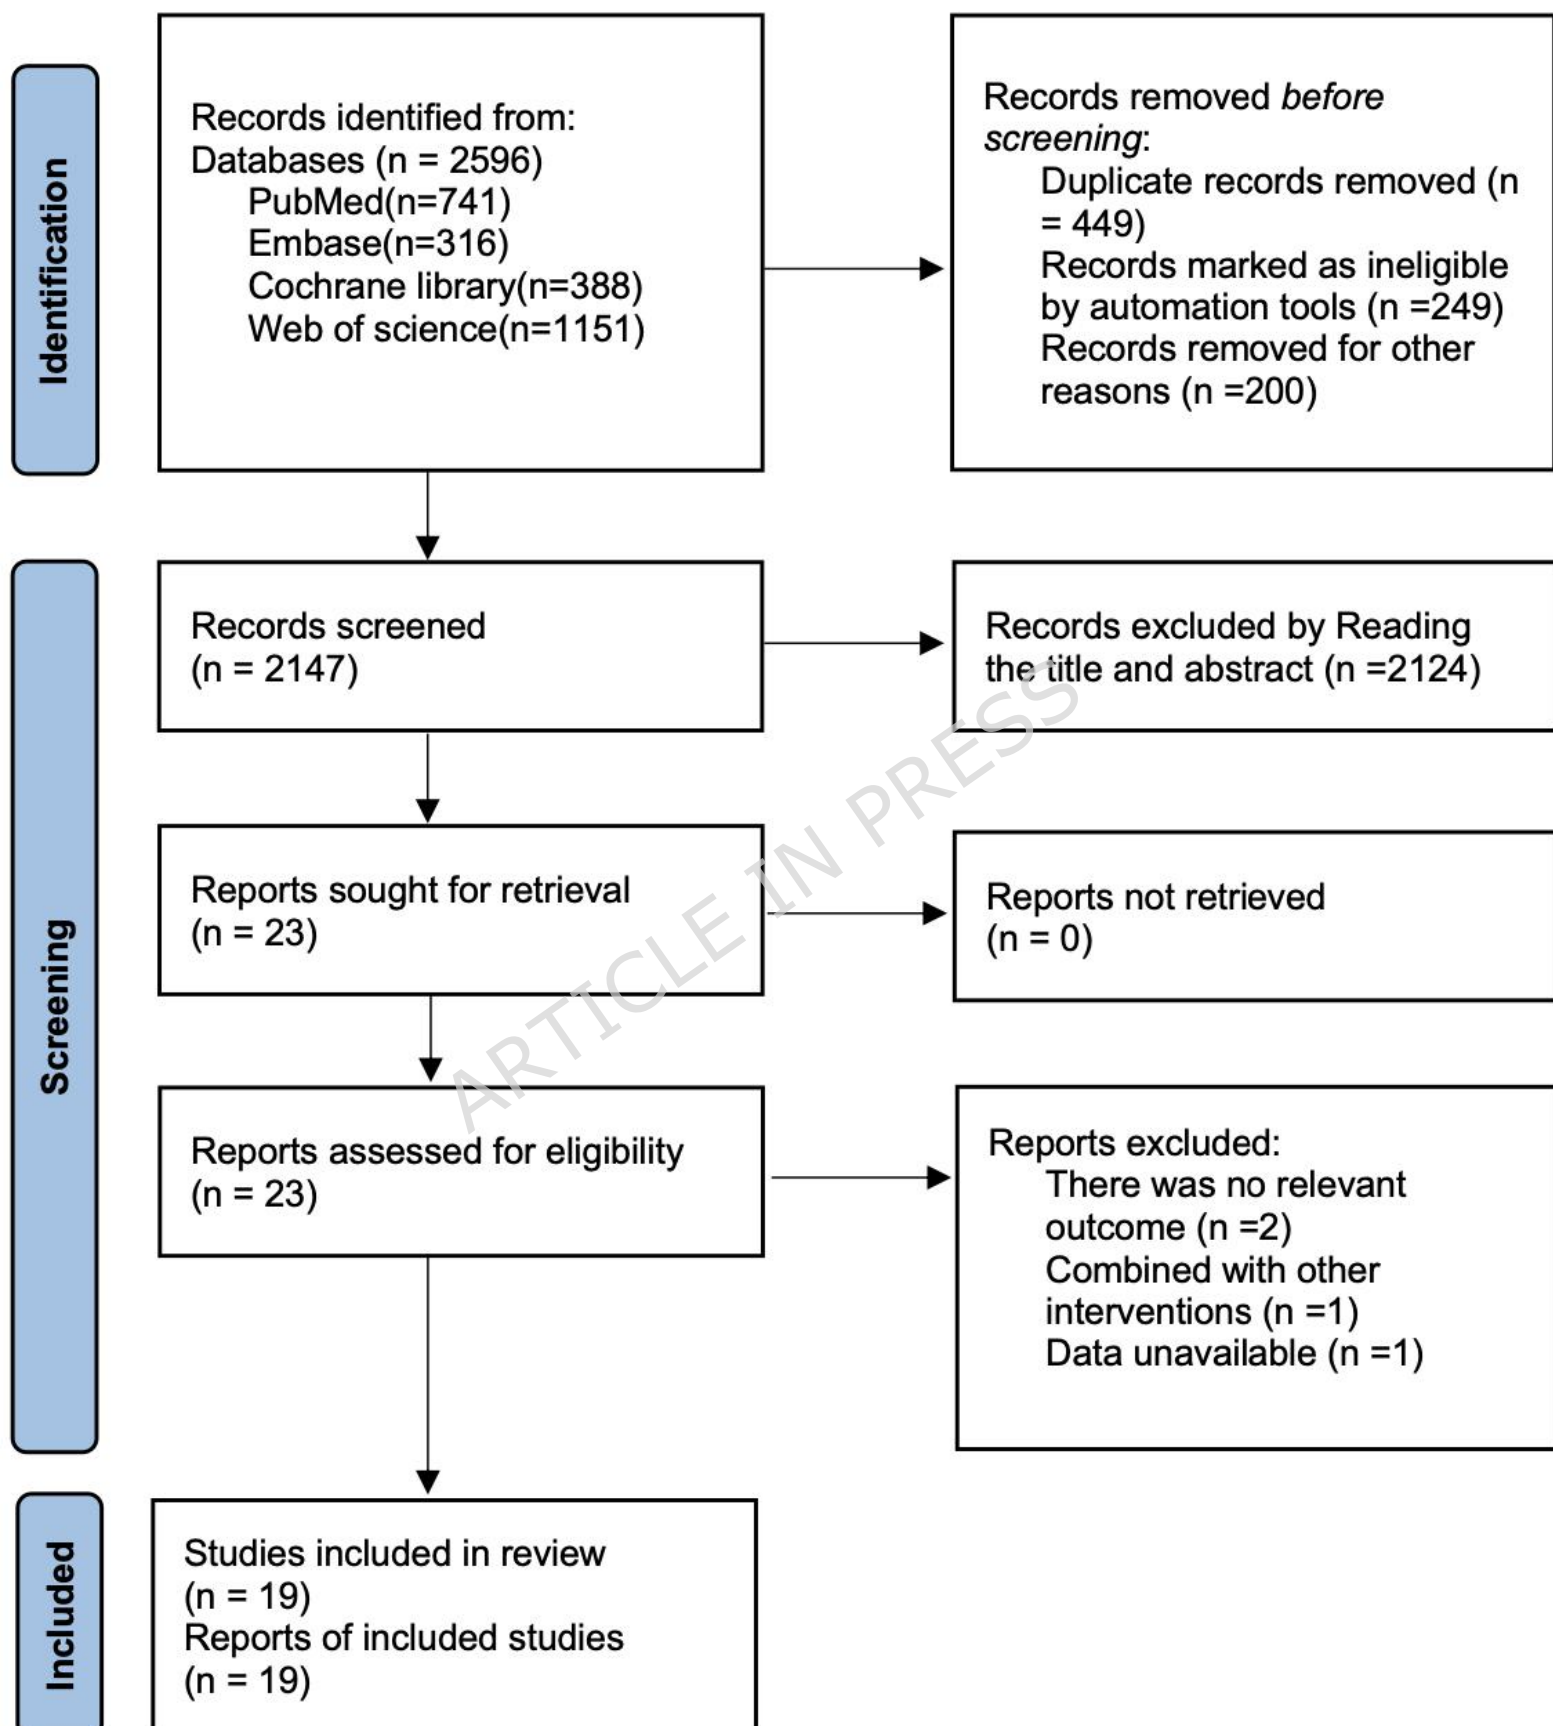 Identification
Records identified from:
Databases (n = 2596)
PubMed(n=741)
Embase(n=316)
Cochrane library(n=388)
Web of science(n=1151)
Records removed before
screening:
Duplicate records removed (n
= 449)
Records marked as ineligible
by automation tools (n =249)
Records removed for other
reasons (n =200)
Screening
Records screened
(n = 2147)
Records excluded by Reading
the title and abstract (n =2124)
Reports sought for retrieval
(n = 23)
Reports not retrieved
(n = 0)
Reports assessed for eligibility
(n = 23)
Reports excluded:
There was no relevant
outcome (n =2)
Combined with other
interventions (n =1)
Data unavailable (n =1)
Included
Studies included in review
(n = 19)
Reports of included studies
(n = 19)
ARTICLE IN PRESS